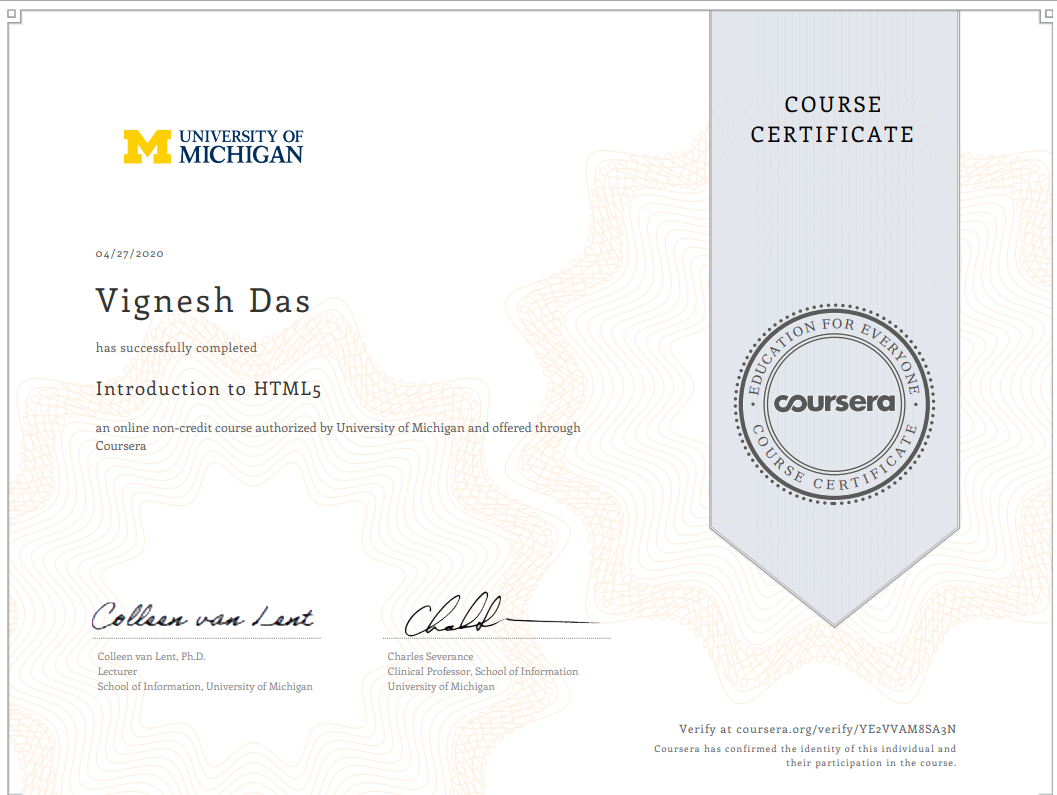 COURSE
CERTIFICATE
UNIVERSITY OF
MICHIGAN
04/27/2020
Vignesh Das
has successfully completed
Introduction to HTML5
an online non-credit course authorized by University of Michigan and offered through
Coursera
EDUCATION FOR EVERYONE
coursera
COURSE CERTIFICATE
Colleen van Lent
Colleen van Lent, Ph.D.
Lecturer
School of Information, University of Michigan
Charles Severance
Clinical Professor, School of Information
University of Michigan
Verify at coursera.org/verify/YE2VVAM8SA3N
Coursera has confirmed the identity of this individual and
their participation in the course.